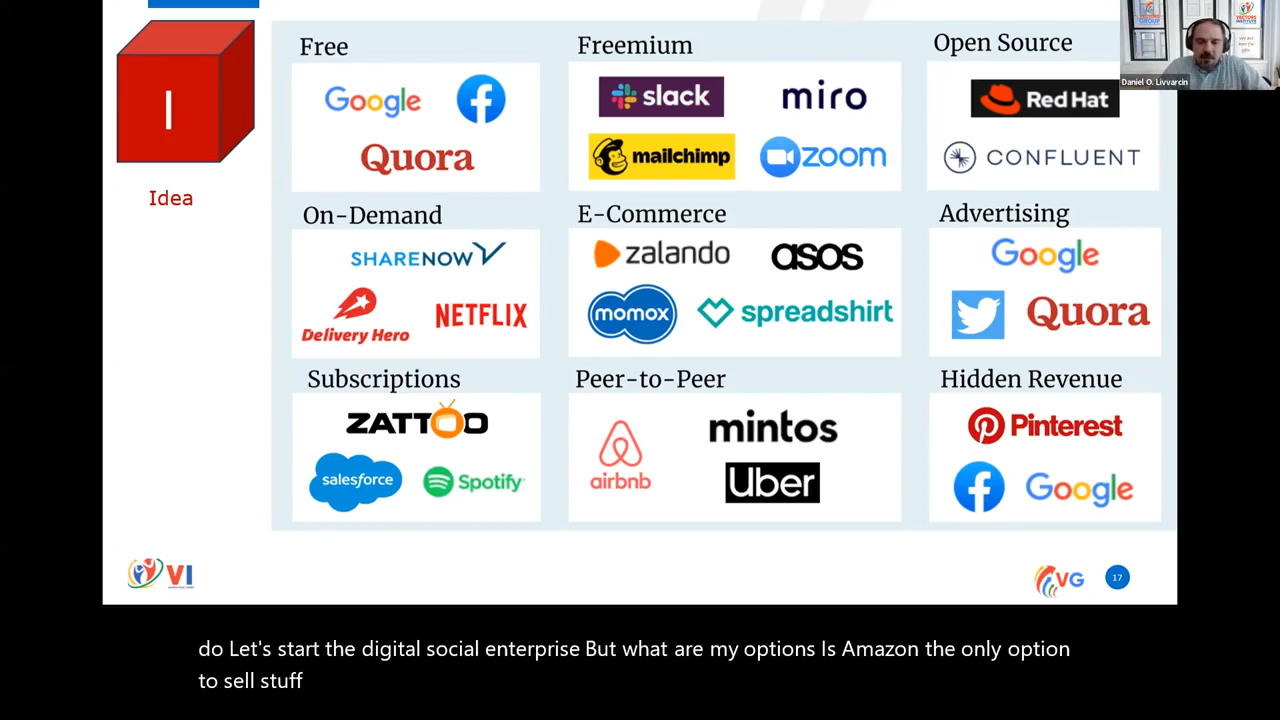 I
Idea
Free
Google
Quora
Freemium
slack
miro
mailchimp
zoom
Open Source
Red Hat
CONFLUENT
Daniel O. Livvarcin
On-Demand
SHARENOW
Delivery Hero
NETFLIX
E-Commerce
zalando
asos
momox
spreadshirt
Advertising
Google
Quora
Subscriptions
ZATTOO
salesforce
Spotify
Peer-to-Peer
airbnb
mintos
Uber
Hidden Revenue
Pinterest
Google
VI
VG
17
do Let's start the digital social enterprise But what are my options Is Amazon the only option
to sell stuff